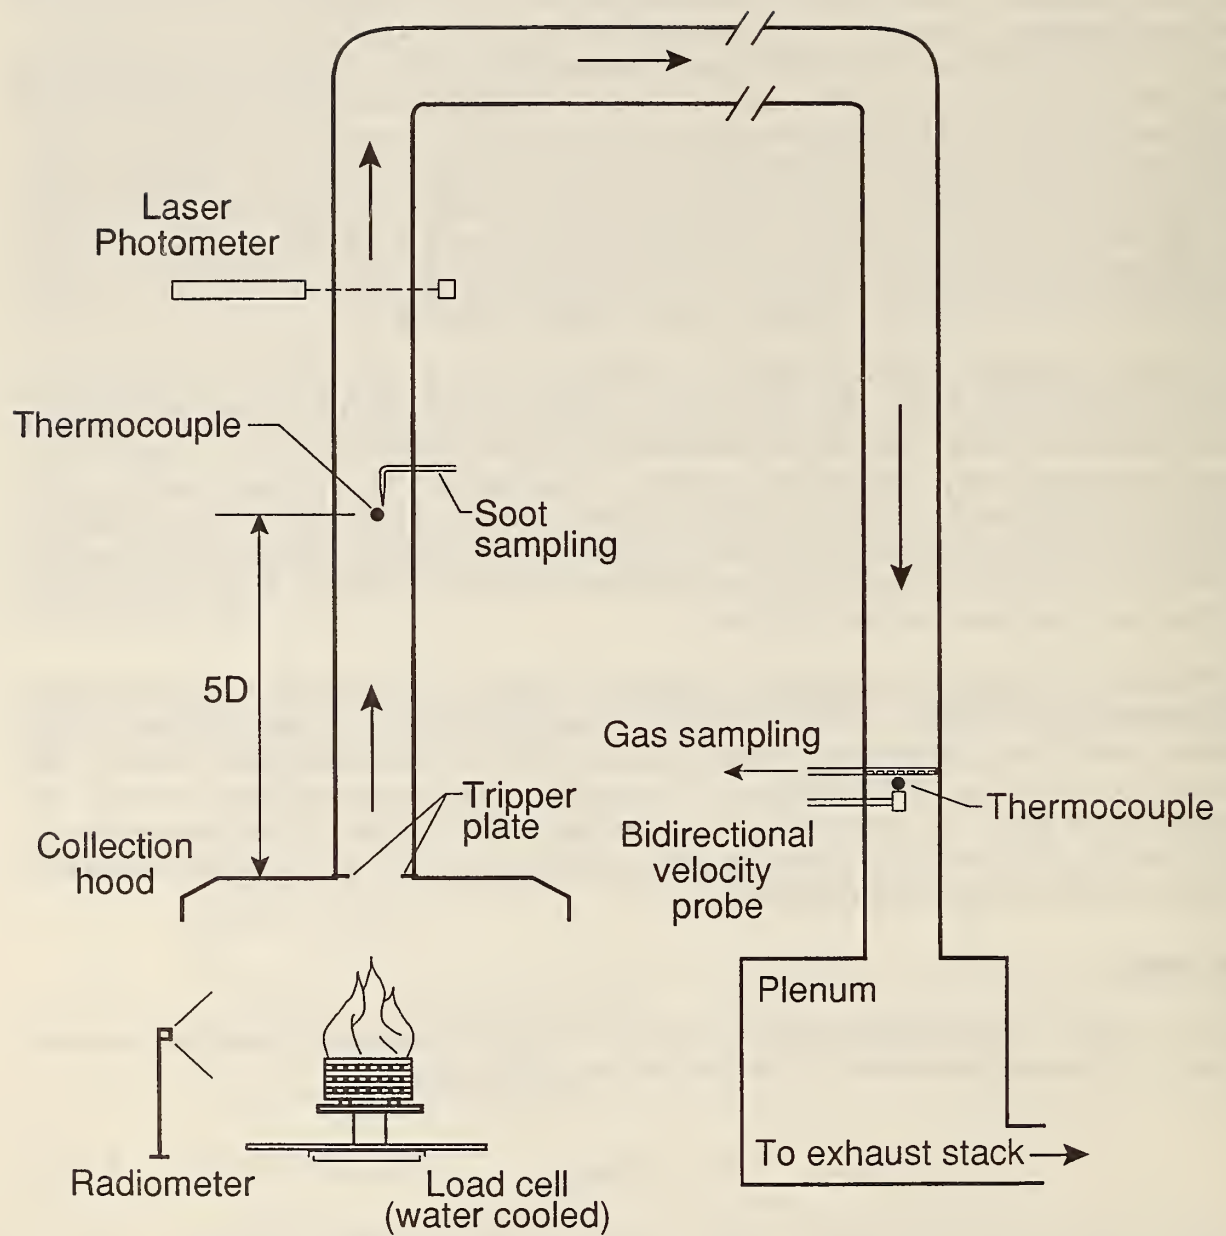 Laser
Photometer
Thermocouple
Soot
sampling
5D
Gas sampling
Tripper
plate
Thermocouple
Collection
hood
Bidirectional
velocity
probe
Plenum
To exhaust stack
Radiometer
Load cell
(water cooled)